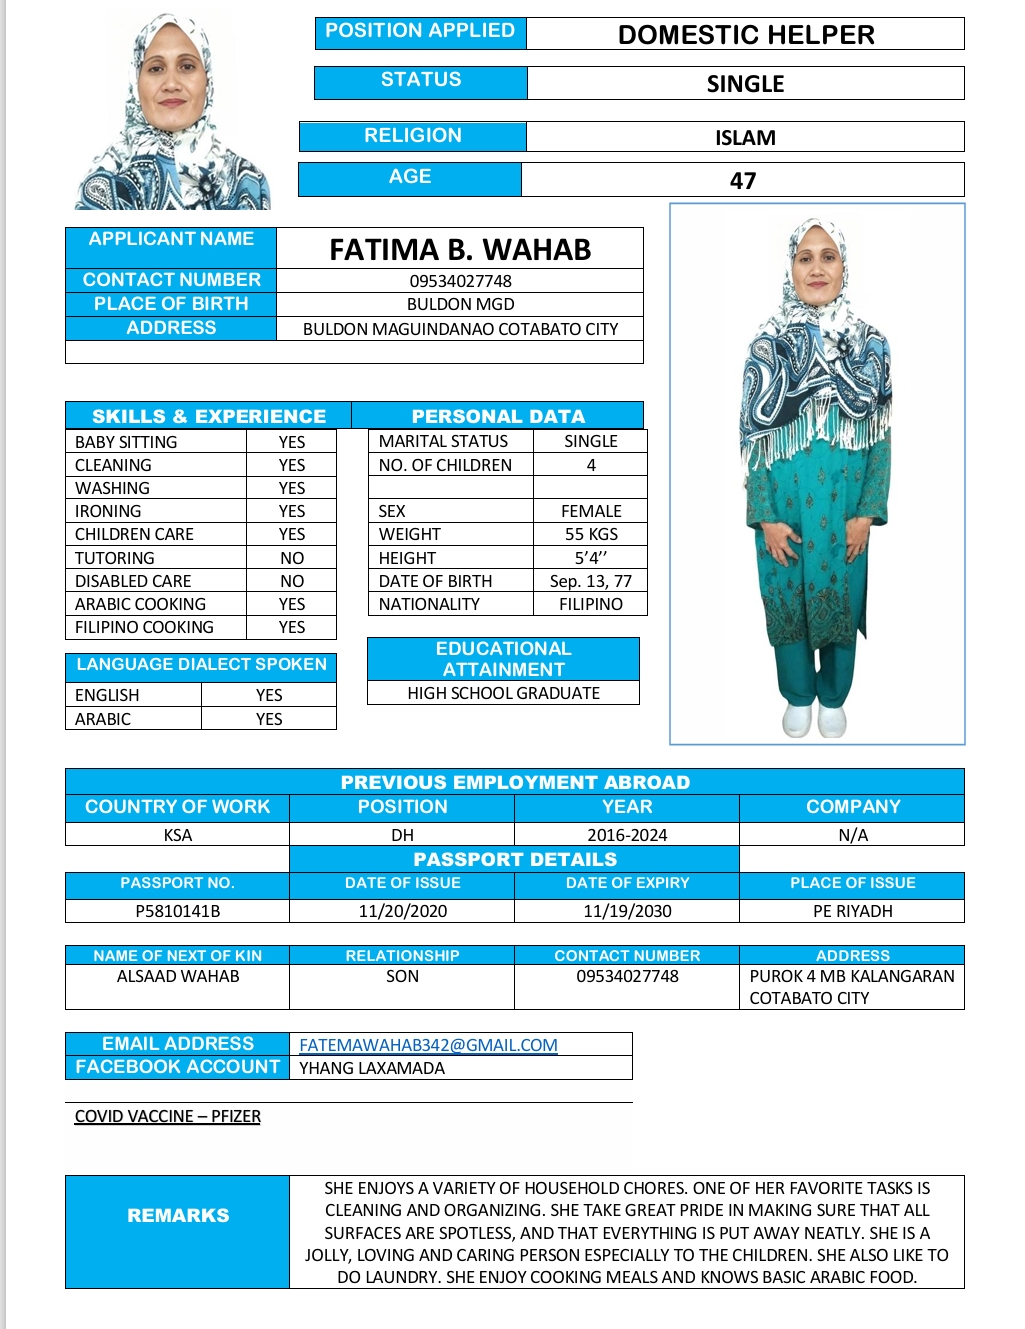 POSITION APPLIED DOMESTIC HELPER
STATUS SINGLE
RELIGION ISLAM
AGE 47
APPLICANT NAME FATIMA B. WAHAB
CONTACT NUMBER 09534027748
PLACE OF BIRTH BULDON MGD
ADDRESS BULDON MAGUINDANAO COTABATO CITY
SKILLS & EXPERIENCE
BABY SITTING YES
CLEANING YES
WASHING YES
IRONING YES
CHILDREN CARE YES
TUTORING NO
DISABLED CARE NO
ARABIC COOKING YES
FILIPINO COOKING YES
LANGUAGE DIALECT SPOKEN
ENGLISH YES
ARABIC YES
PERSONAL DATA
MARITAL STATUS SINGLE
NO. OF CHILDREN 4
SEX FEMALE
WEIGHT 55 KGS
HEIGHT 5’4’’
DATE OF BIRTH Sep. 13, 77
NATIONALITY FILIPINO
EDUCATIONAL
ATTAINMENT
HIGH SCHOOL GRADUATE
PREVIOUS EMPLOYMENT ABROAD
COUNTRY OF WORK POSITION YEAR COMPANY
KSA DH 2016-2024 N/A
PASSPORT DETAILS
PASSPORT NO. DATE OF ISSUE DATE OF EXPIRY PLACE OF ISSUE
P5810141B 11/20/2020 11/19/2030 PE RIYADH
NAME OF NEXT OF KIN RELATIONSHIP CONTACT NUMBER ADDRESS
ALSAAD WAHAB SON 09534027748 PUROK 4 MB KALANGARAN
COTABATO CITY
EMAIL ADDRESS FATEMAWAHAB342@GMAIL.COM
FACEBOOK ACCOUNT YHANG LAXAMADA
COVID VACCINE – PFIZER
REMARKS
SHE ENJOYS A VARIETY OF HOUSEHOLD CHORES. ONE OF HER FAVORITE TASKS IS
CLEANING AND ORGANIZING. SHE TAKE GREAT PRIDE IN MAKING SURE THAT ALL
SURFACES ARE SPOTLESS, AND THAT EVERYTHING IS PUT AWAY NEATLY. SHE IS A
JOLLY, LOVING AND CARING PERSON ESPECIALLY TO THE CHILDREN. SHE ALSO LIKE TO
DO LAUNDRY. SHE ENJOY COOKING MEALS AND KNOWS BASIC ARABIC FOOD.